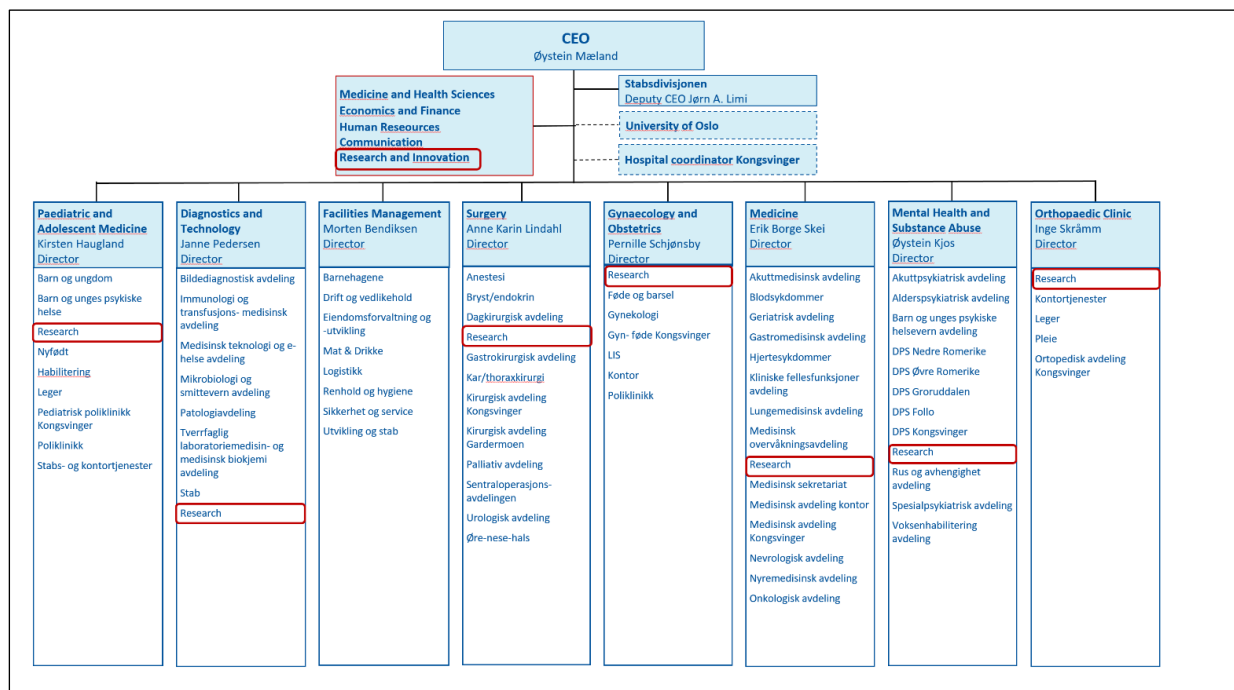 CEO
Øystein Mæland
Medicine and Health Sciences
Economics and Finance
Human Reseources
Communication
Research and Innovation
Stabsdivisjonen
Deputy CEO Jørn A. Limi
University of Oslo
Hospital coordinator Kongsvinger
Paediatric and
Adolescent Medicine
Kirsten Haugland
Director
Barn og ungdom
Barn og unges psykiske
helse
Research
Nyfødt
Habilitering
Leger
Pediatrisk poliklinikk
Kongsvinger
Poliklinikk
Stabs- og kontortjenester
Diagnostics and
Technology
Janne Pedersen
Director
Bildediagnostisk avdeling
Immunologi og
transfusjons- medisinsk
avdeling
Medisinsk teknologi og e-
helse avdeling
Mikrobiologi og
smittevern avdeling
Patologiavdeling
Tverrfaglig
laboratoriemedisin- og
medisinsk biokjemi
avdeling
Stab
Research
Facilities Management
Morten Bendiksen
Director
Barnehagene
Drift og vedlikehold
Eiendomsforvaltning og
-utvikling
Mat & Drikke
Logistikk
Renhold og hygiene
Sikkerhet og service
Utvikling og stab
Surgery
Anne Karin Lindahl
Director
Anestesi
Bryst/endokrin
Dagkirurgisk avdeling
Research
Gastrokirurgisk avdeling
Kar/thoraxkirurgi
Kirurgisk avdeling
Kongsvinger
Kirurgisk avdeling
Gardermoen
Palliativ avdeling
Sentraloperasjons-
avdelingen
Urologisk avdeling
Øre-nese-hals
Gynaecology and
Obstetrics
Pernille Schjønsby
Director
Research
Føde og barsel
Gynekologi
Gyn- føde Kongsvinger
LIS
Kontor
Poliklinikk
Medicine
Erik Borge Skei
Director
Akuttmedisinsk avdeling
Blodsykdommer
Geriatrisk avdeling
Gastromedisinsk avdeling
Hjertesykdommer
Kliniske fellesfunksjoner
avdeling
Lungemedisinsk avdeling
Medisinsk
overvåkningsavdeling
Research
Medisinsk sekretariat
Medisinsk avdeling kontor
Medisinsk avdeling
Kongsvinger
Nevrologisk avdeling
Nyremedisinsk avdeling
Onkologisk avdeling
Mental Health and
Substance Abuse
Øystein Kjos
Director
Akuttpsykiatrisk avdeling
Alderspsykiatrisk avdeling
Barn og unges psykiske
helsevern avdeling
DPS Nedre Romerike
DPS Øvre Romerike
DPS Groruddalen
DPS Follo
DPS Kongsvinger
Research
Rus og avhengighet
avdeling
Spesialpsykiatrisk avdeling
Voksenhabilitering
avdeling
Orthopaedic Clinic
Inge Skråmm
Director
Research
Kontortjenester
Leger
Pleie
Ortopedisk avdeling
Kongsvinger